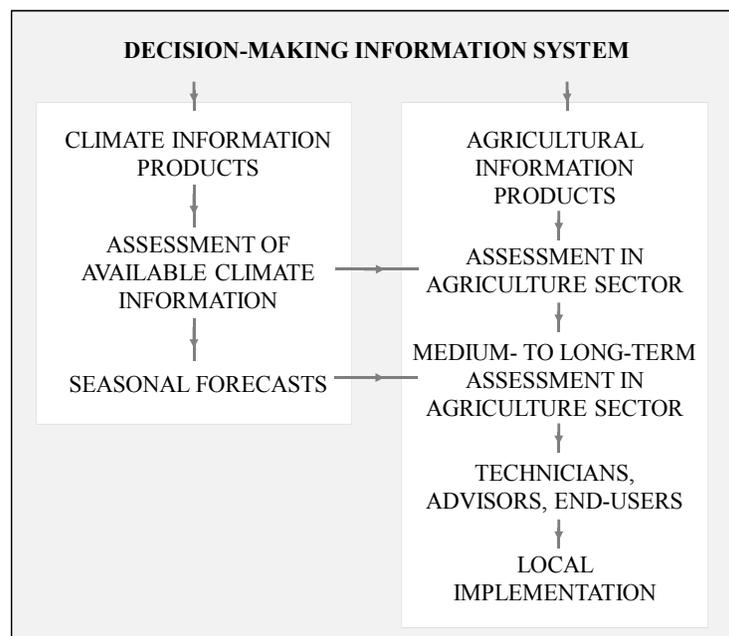 DECISION-MAKING INFORMATION SYSTEM
CLIMATE INFORMATION
PRODUCTS
ASSESSMENT OF
AVAILABLE CLIMATE
INFORMATION
SEASONAL FORECASTS
AGRICULTURAL
INFORMATION
PRODUCTS
ASSESSMENT IN
AGRICULTURE SECTOR
MEDIUM- TO LONG-TERM
ASSESSMENT IN
AGRICULTURE SECTOR
TECHNICIANS,
ADVISORS, END-USERS
LOCAL
IMPLEMENTATION